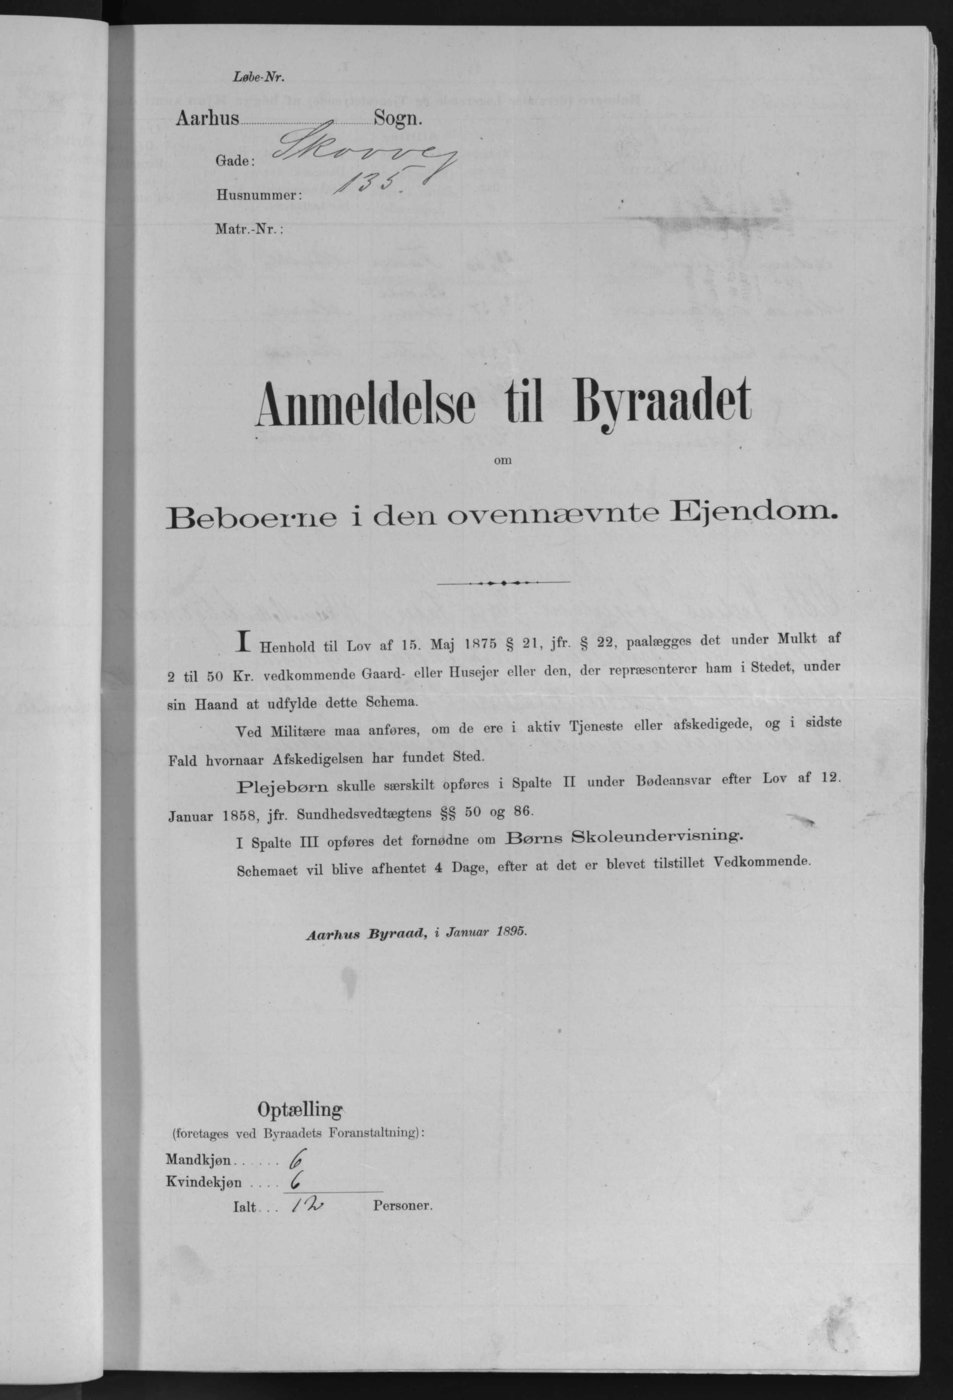 Løbe-Nr.
Aarhus Sogn.
Gade: Skovvej
Husnummer: 135.
Matr.-Nr.:
Anmeldelse til Byraadet
om
Beboerne i den ovennævnte Ejendom.
I Henhold til Lov af 15. Maj 1875 § 21, jfr. § 22, paalægges det under Mulkt af
2 til 50 Kr. vedkommende Gaard- eller Husejer eller den, der repræsenterer ham i Stedet, under
sin Haand at udfylde dette Schema.
Ved Militære maa anføres, om de ere i aktiv Tjeneste eller afskedigede, og i sidste
Fald hvornaar Afskedigelsen har fundet Sted.
Plejebørn skulle særskilt opføres i Spalte II under Bødeansvar efter Lov af 12.
Januar 1858, jfr. Sundhedsvedtægtens §§ 50 og 86.
I Spalte III opføres det fornødne om Børns Skoleundervisning.
Schemaet vil blive afhentet 4 Dage, efter at det er blevet tilstillet Vedkommende.
Aarhus Byraad, i Januar 1895.
Optælling
(foretages ved Byraadets Foranstaltning):
Mandkjøn...... 6
Kvindekjøn .... 6
Ialt... 12 Personer.